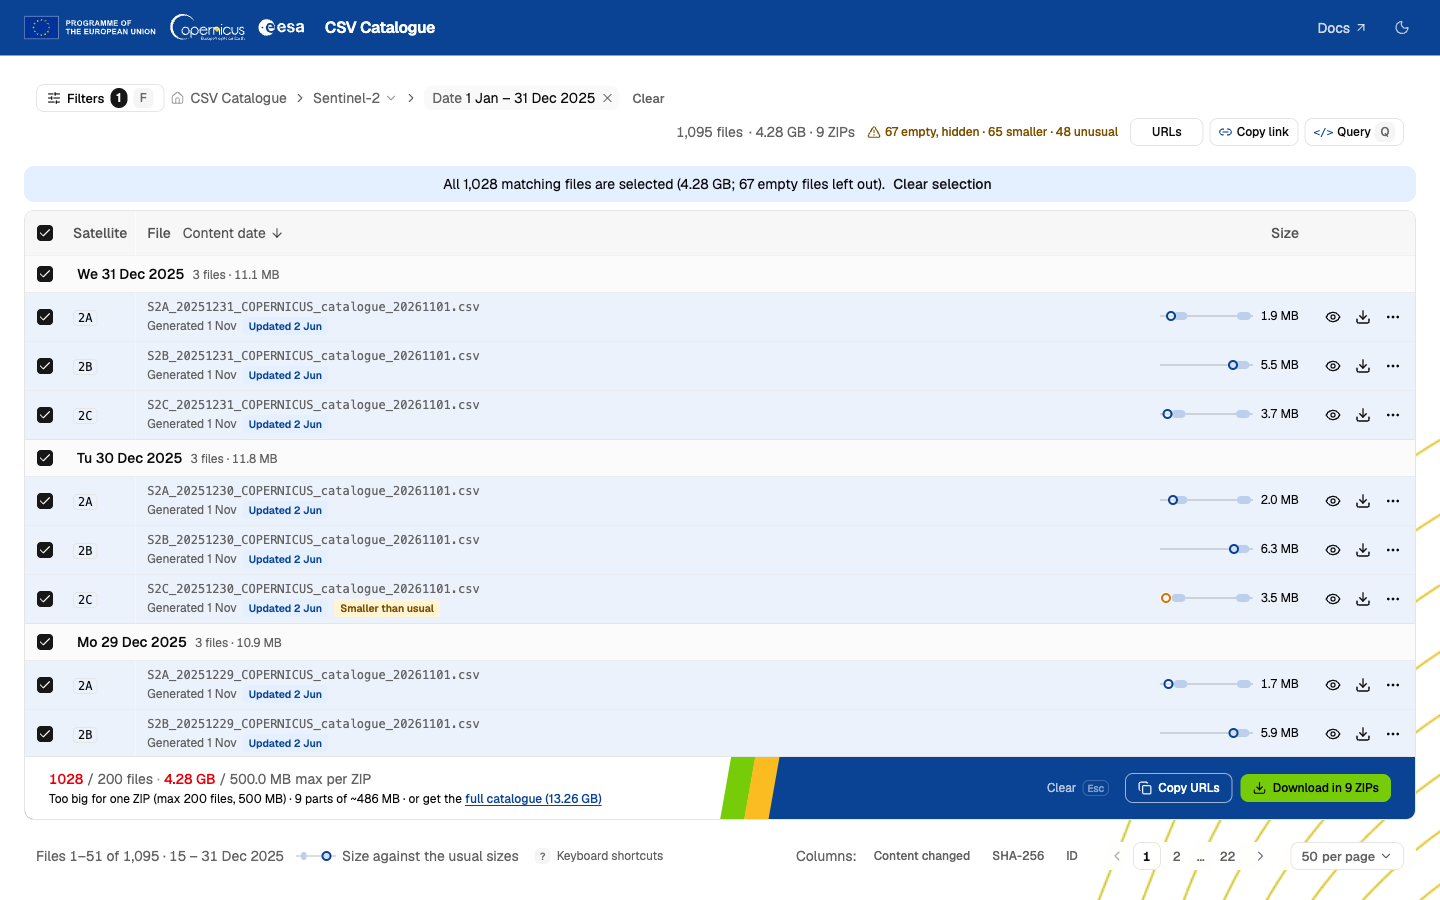 PROGRAMME OF
THE EUROPEAN UNION
Copernicus
esa
CSV Catalogue
Docs
Filters 1 F
CSV Catalogue
Sentinel-2
Date 1 Jan – 31 Dec 2025
Clear
1,095 files · 4.28 GB · 9 ZIPs
67 empty, hidden · 65 smaller · 48 unusual
URLs
Copy link
</> Query Q
All 1,028 matching files are selected (4.28 GB; 67 empty files left out). Clear selection
Satellite File Content date ↓ Size
We 31 Dec 2025 3 files · 11.1 MB
2A S2A_20251231_COPERNICUS_catalogue_20261101.csv 1.9 MB
Generated 1 Nov Updated 2 Jun
2B S2B_20251231_COPERNICUS_catalogue_20261101.csv 5.5 MB
Generated 1 Nov Updated 2 Jun
2C S2C_20251231_COPERNICUS_catalogue_20261101.csv 3.7 MB
Generated 1 Nov Updated 2 Jun
Tu 30 Dec 2025 3 files · 11.8 MB
2A S2A_20251230_COPERNICUS_catalogue_20261101.csv 2.0 MB
Generated 1 Nov Updated 2 Jun
2B S2B_20251230_COPERNICUS_catalogue_20261101.csv 6.3 MB
Generated 1 Nov Updated 2 Jun
2C S2C_20251230_COPERNICUS_catalogue_20261101.csv 3.5 MB
Generated 1 Nov Updated 2 Jun Smaller than usual
Mo 29 Dec 2025 3 files · 10.9 MB
2A S2A_20251229_COPERNICUS_catalogue_20261101.csv 1.7 MB
Generated 1 Nov Updated 2 Jun
2B S2B_20251229_COPERNICUS_catalogue_20261101.csv 5.9 MB
Generated 1 Nov Updated 2 Jun
1028 / 200 files · 4.28 GB / 500.0 MB max per ZIP
Too big for one ZIP (max 200 files, 500 MB) · 9 parts of ~486 MB · or get the full catalogue (13.26 GB)
Clear Esc
Copy URLs
Download in 9 ZIPs
Files 1–51 of 1,095 · 15 – 31 Dec 2025
Size against the usual sizes
? Keyboard shortcuts
Columns: Content changed SHA-256 ID
1 2 … 22
50 per page